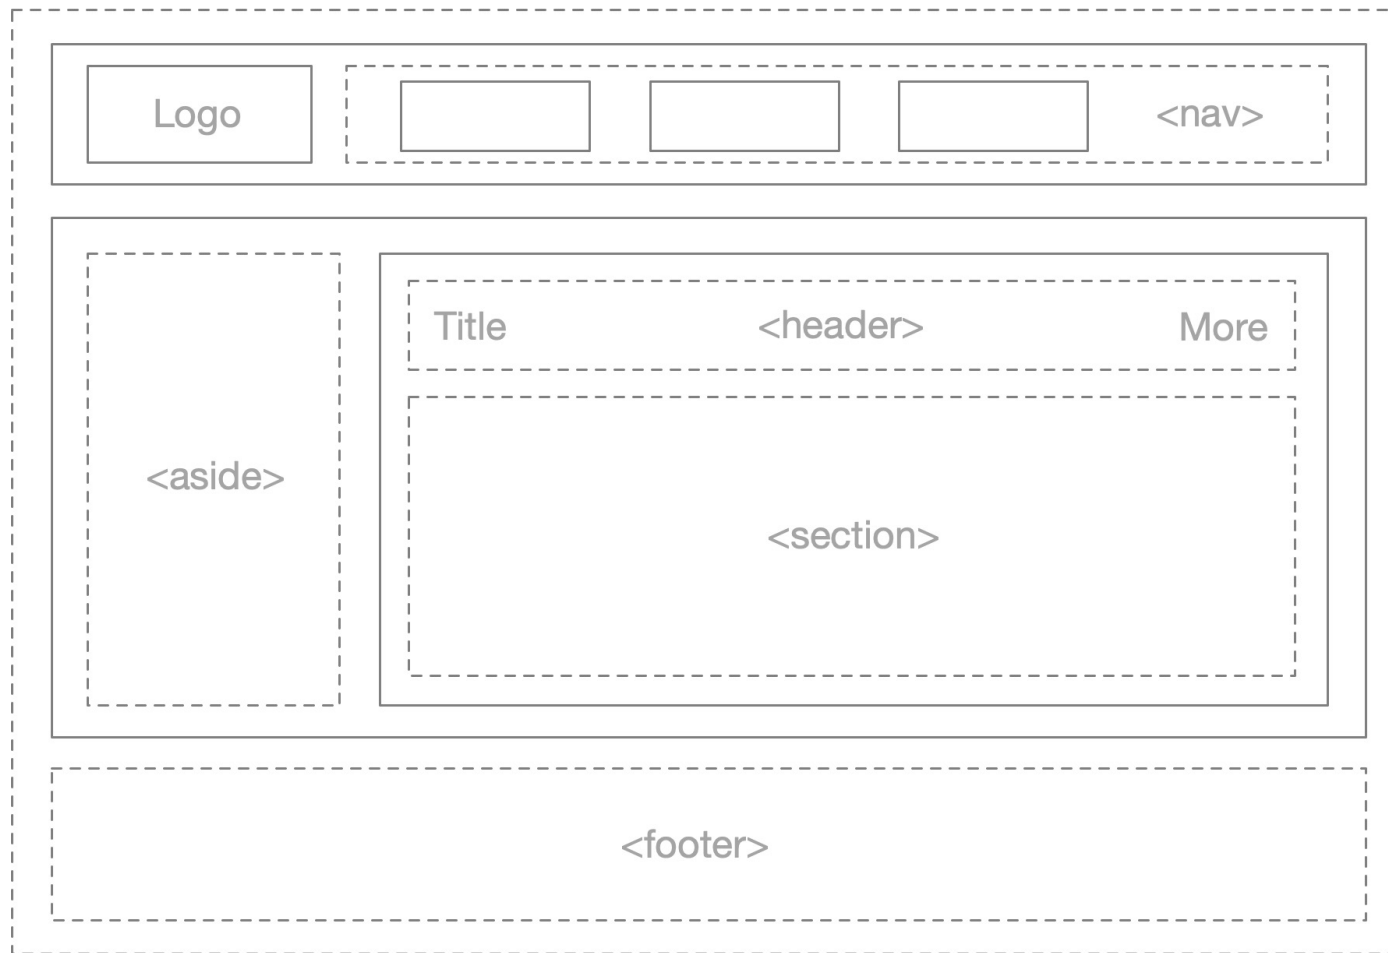 Logo
<nav>
Title
<header>
More
<aside>
<section>
<footer>